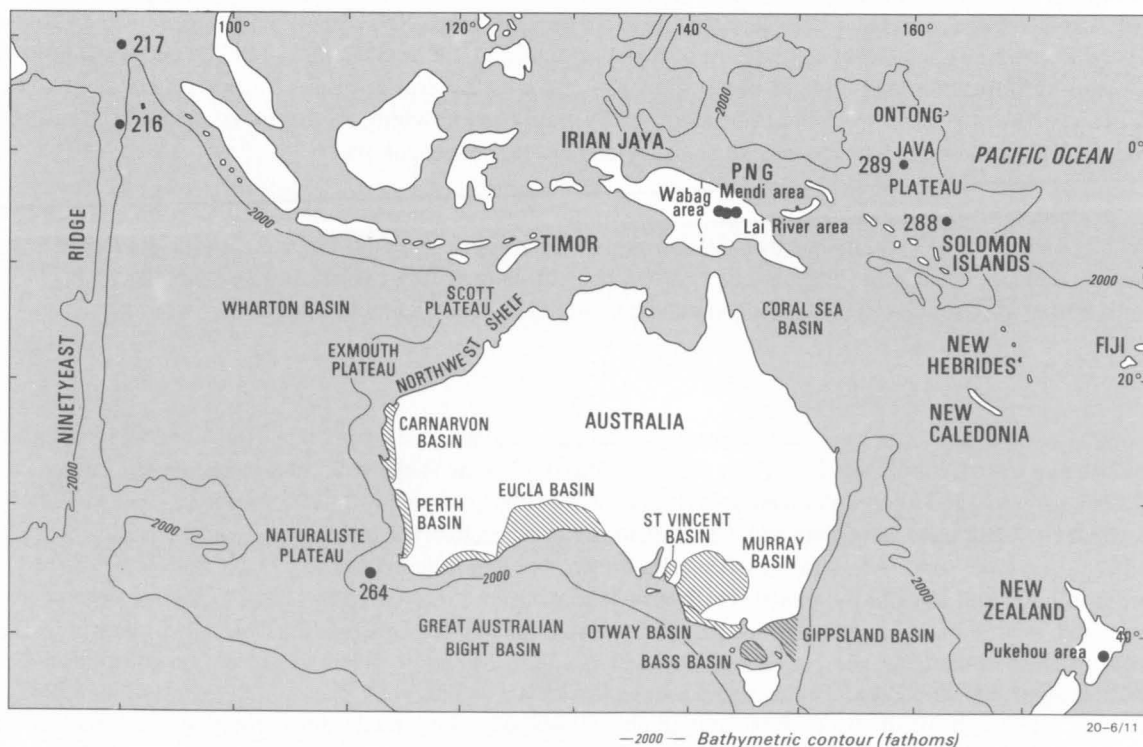 100°
120°
140°
160°
217
216
2000
ONTONG
JAVA
PLATEAU
289
288
PACIFIC OCEAN
0°
IRIAN JAYA
PNG
Mendi area
Wabag
area
Lai River area
SOLOMON
ISLANDS
2000
2000
TIMOR
NINETYEAST RIDGE
2000
WHARTON BASIN
SCOTT
PLATEAU
NORTHWEST SHELF
EXMOUTH
PLATEAU
CORAL SEA
BASIN
NEW
HEBRIDES'
FIJI
20°
NEW
CALEDONIA
AUSTRALIA
CARNARVON
BASIN
PERTH
BASIN
EUCLA BASIN
ST VINCENT
BASIN
MURRAY
BASIN
2000
NATURALISTE
PLATEAU
264
2000
2000
GREAT AUSTRALIAN
BIGHT BASIN
OTWAY BASIN
BASS BASIN
GIPPSLAND BASIN
NEW
ZEALAND
40°
Pukehou area
20-6/11
—2000— Bathymetric contour (fathoms)